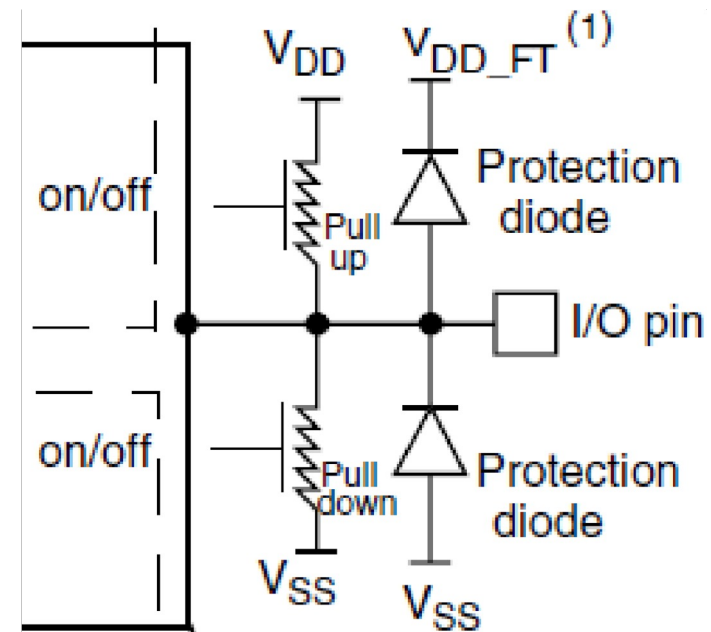 VDD
VDD_FT (1)
on/off
Pull
up
Protection
diode
I/O pin
on/off
Pull
down
Protection
diode
VSS
VSS